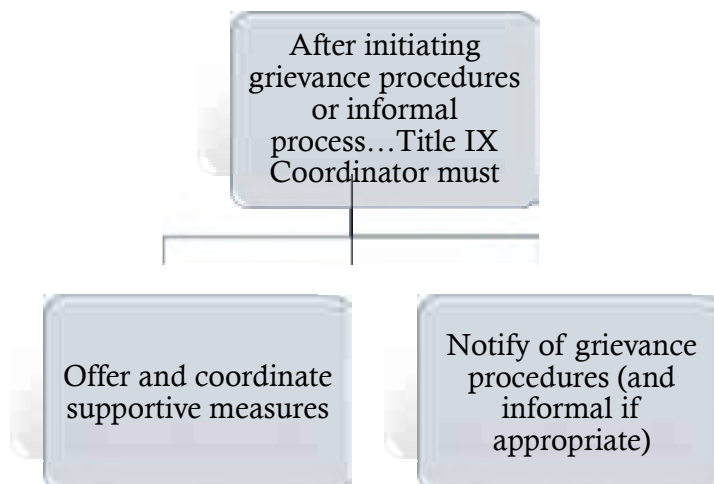 After initiating
grievance procedures
or informal
process…Title IX
Coordinator must
Offer and coordinate
supportive measures
Notify of grievance
procedures (and
informal if
appropriate)